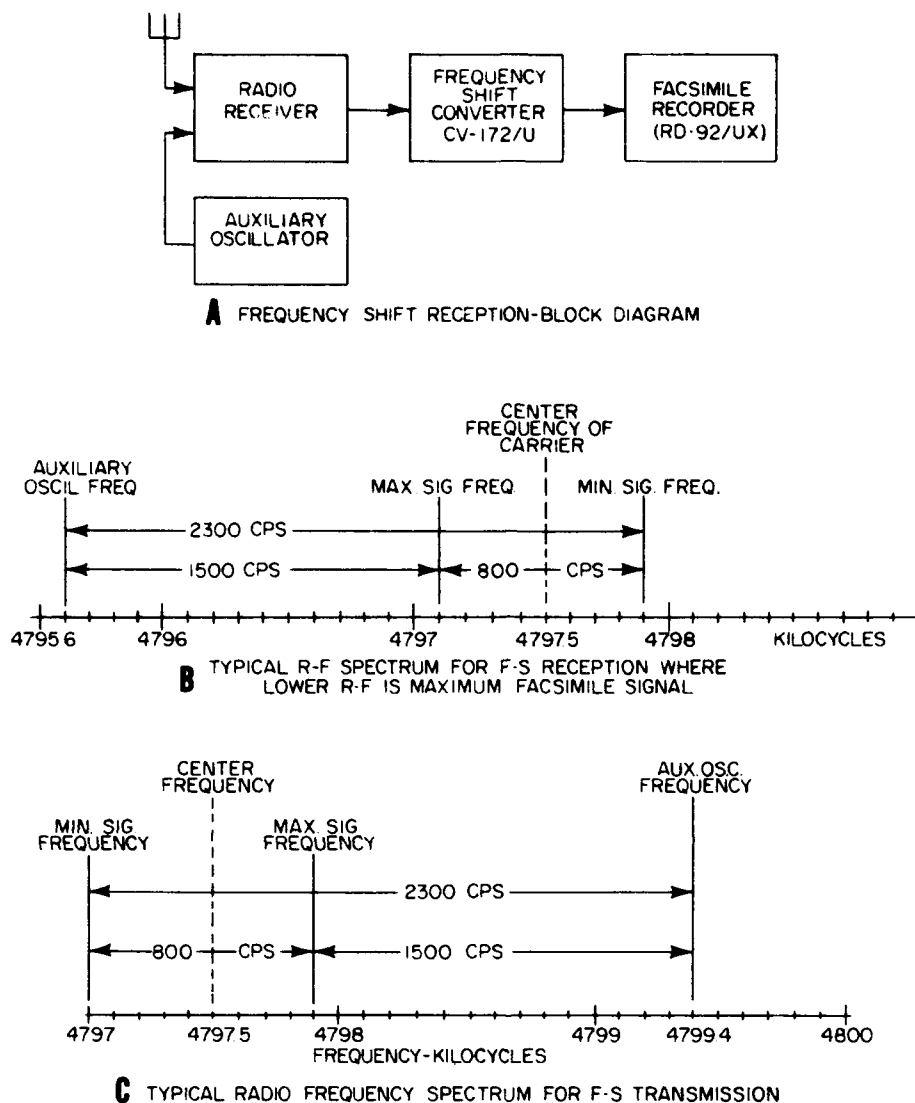 RADIO
RECEIVER
FREQUENCY
SHIFT
CONVERTER
CV-172/U
FACSIMILE
RECORDER
(RD-92/UX)
AUXILIARY
OSCILLATOR
A FREQUENCY SHIFT RECEPTION-BLOCK DIAGRAM
CENTER
FREQUENCY OF
CARRIER
AUXILIARY
OSCIL FREQ
MAX. SIG FREQ.
MIN. SIG. FREQ.
2300 CPS
1500 CPS
800 CPS
4795.6 4796 4797 4797.5 4798 KILOCYCLES
B TYPICAL R-F SPECTRUM FOR F-S RECEPTION WHERE
LOWER R-F IS MAXIMUM FACSIMILE SIGNAL
CENTER
FREQUENCY
AUX. OSC.
FREQUENCY
MIN. SIG
FREQUENCY
MAX. SIG
FREQUENCY
2300 CPS
800 CPS
1500 CPS
4797 4797.5 4798 4799 4799.4 4800
FREQUENCY-KILOCYCLES
C TYPICAL RADIO FREQUENCY SPECTRUM FOR F-S TRANSMISSION